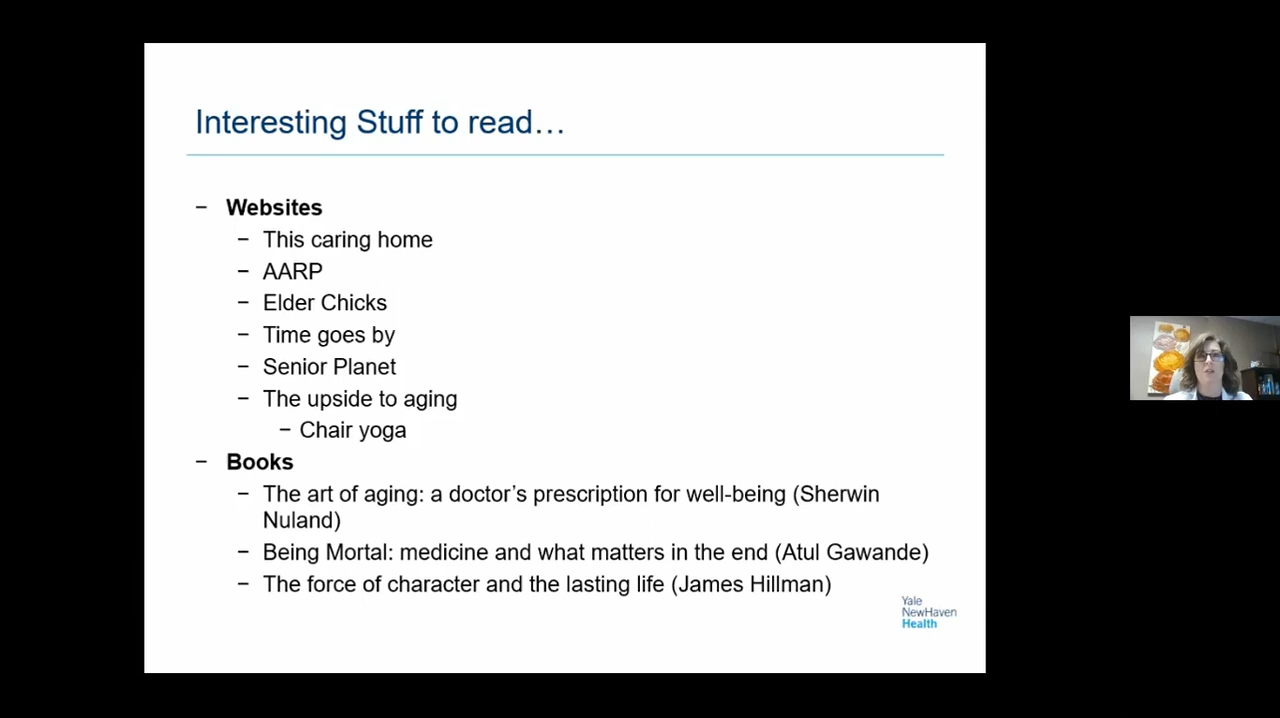 Interesting Stuff to read…
− Websites
− This caring home
− AARP
− Elder Chicks
− Time goes by
− Senior Planet
− The upside to aging
− Chair yoga
− Books
− The art of aging: a doctor’s prescription for well-being (Sherwin
Nuland)
− Being Mortal: medicine and what matters in the end (Atul Gawande)
− The force of character and the lasting life (James Hillman)
Yale
NewHaven
Health